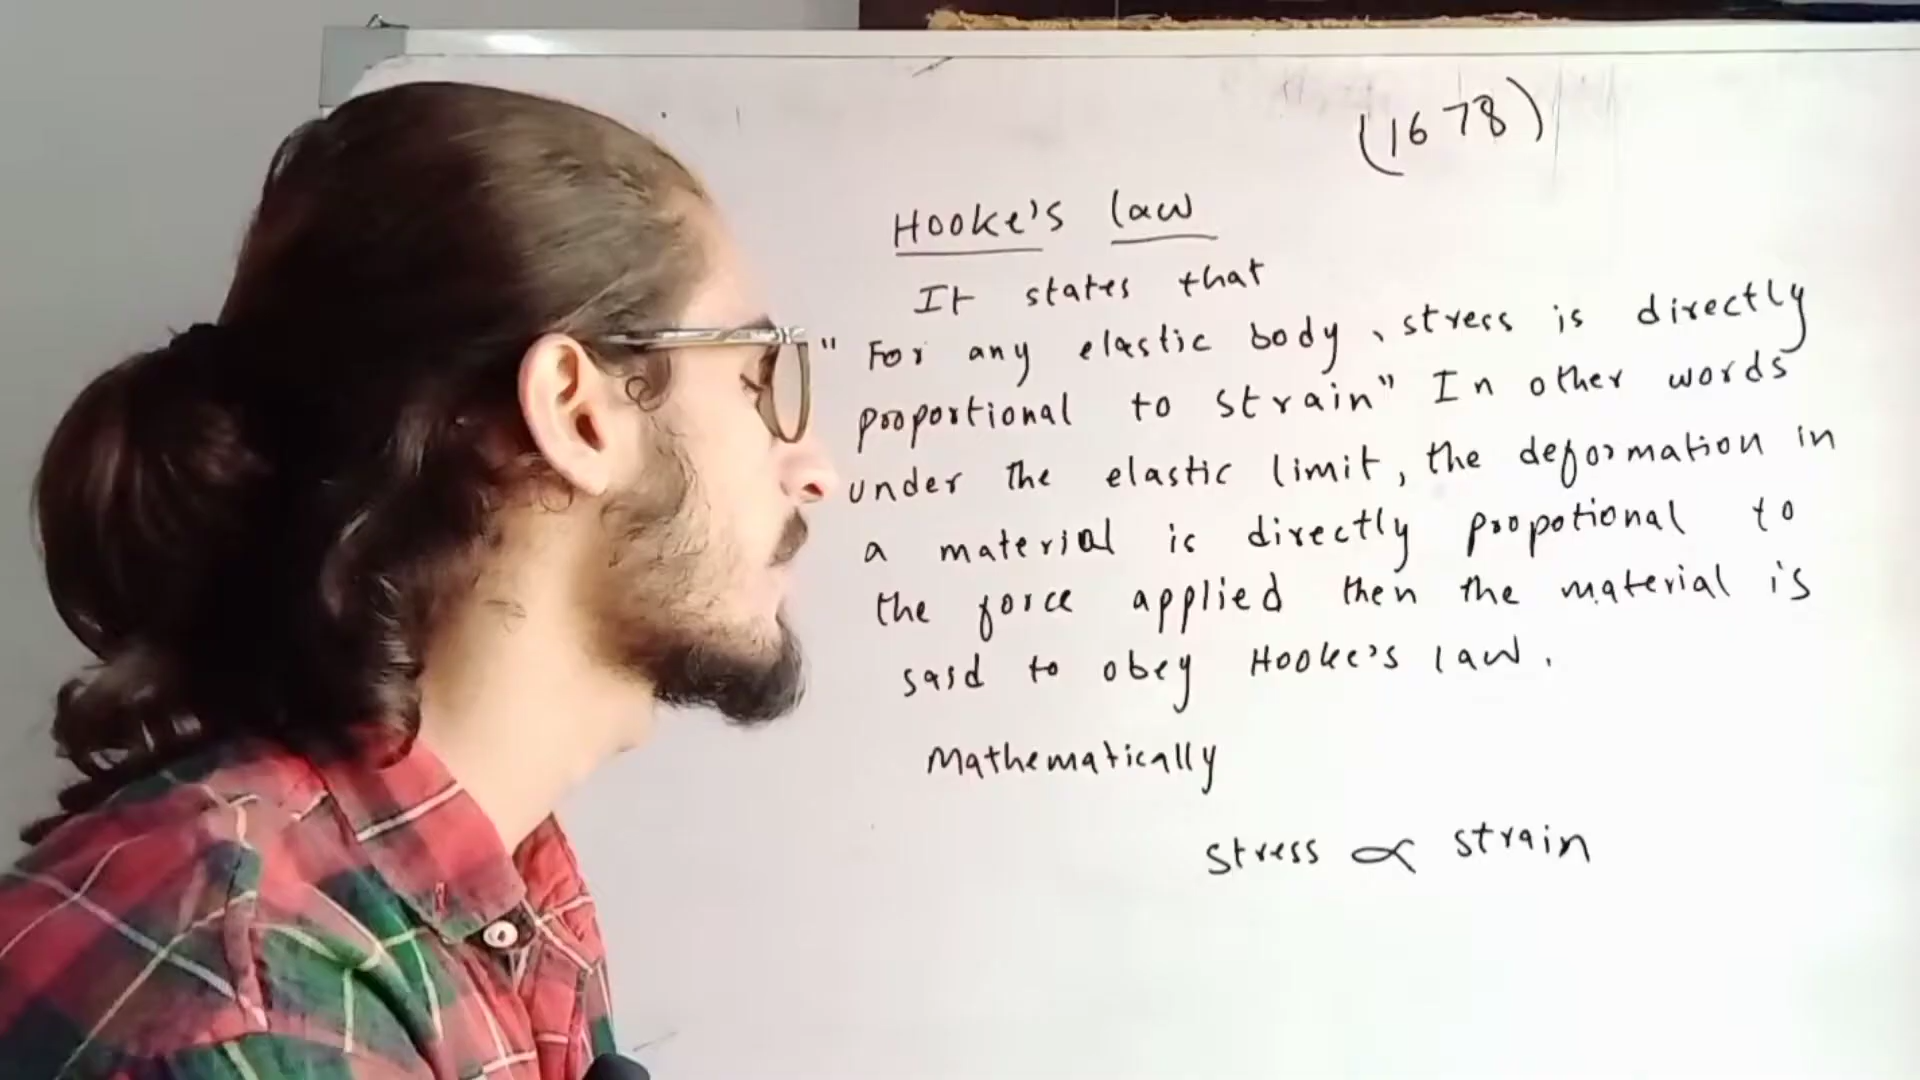 (1678)
Hooke's law
It states that
" For any elastic body, stress is directly
proportional to strain" In other words
under the elastic limit, the deformation in
a material is directly propotional to
the force applied then the material is
said to obey Hooke's law.
Mathematically
stress ∝ strain